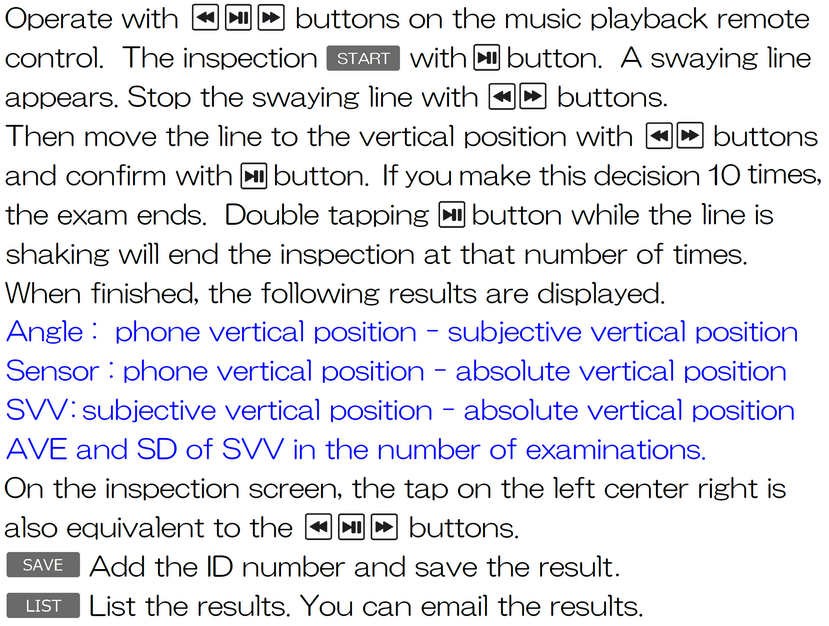 Operate with ⏪ ⏯ ⏩ buttons on the music playback remote
control. The inspection START with ⏯ button. A swaying line
appears. Stop the swaying line with ⏪ ⏩ buttons.
Then move the line to the vertical position with ⏪ ⏩ buttons
and confirm with ⏯ button. If you make this decision 10 times,
the exam ends. Double tapping ⏯ button while the line is
shaking will end the inspection at that number of times.
When finished, the following results are displayed.
Angle : phone vertical position - subjective vertical position
Sensor : phone vertical position - absolute vertical position
SVV: subjective vertical position - absolute vertical position
AVE and SD of SVV in the number of examinations.
On the inspection screen, the tap on the left center right is
also equivalent to the ⏪ ⏯ ⏩ buttons.
SAVE Add the ID number and save the result.
LIST List the results. You can email the results.